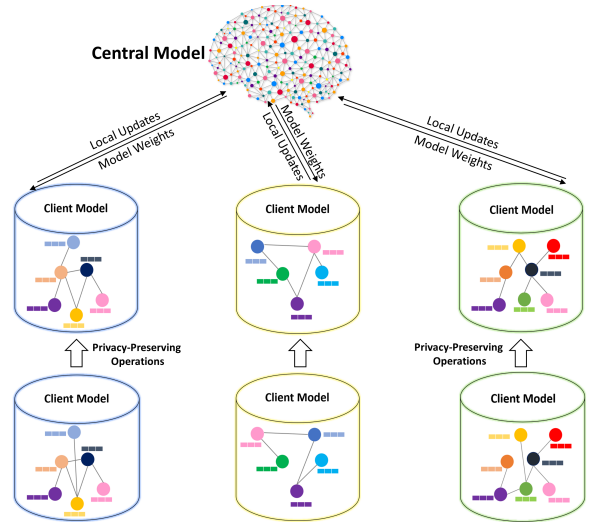 Central Model
Local Updates
Model Weights
Model Weights
Local Updates
Local Updates
Model Weights
Client Model
Client Model
Client Model
Privacy-Preserving
Operations
Privacy-Preserving
Operations
Client Model
Client Model
Client Model